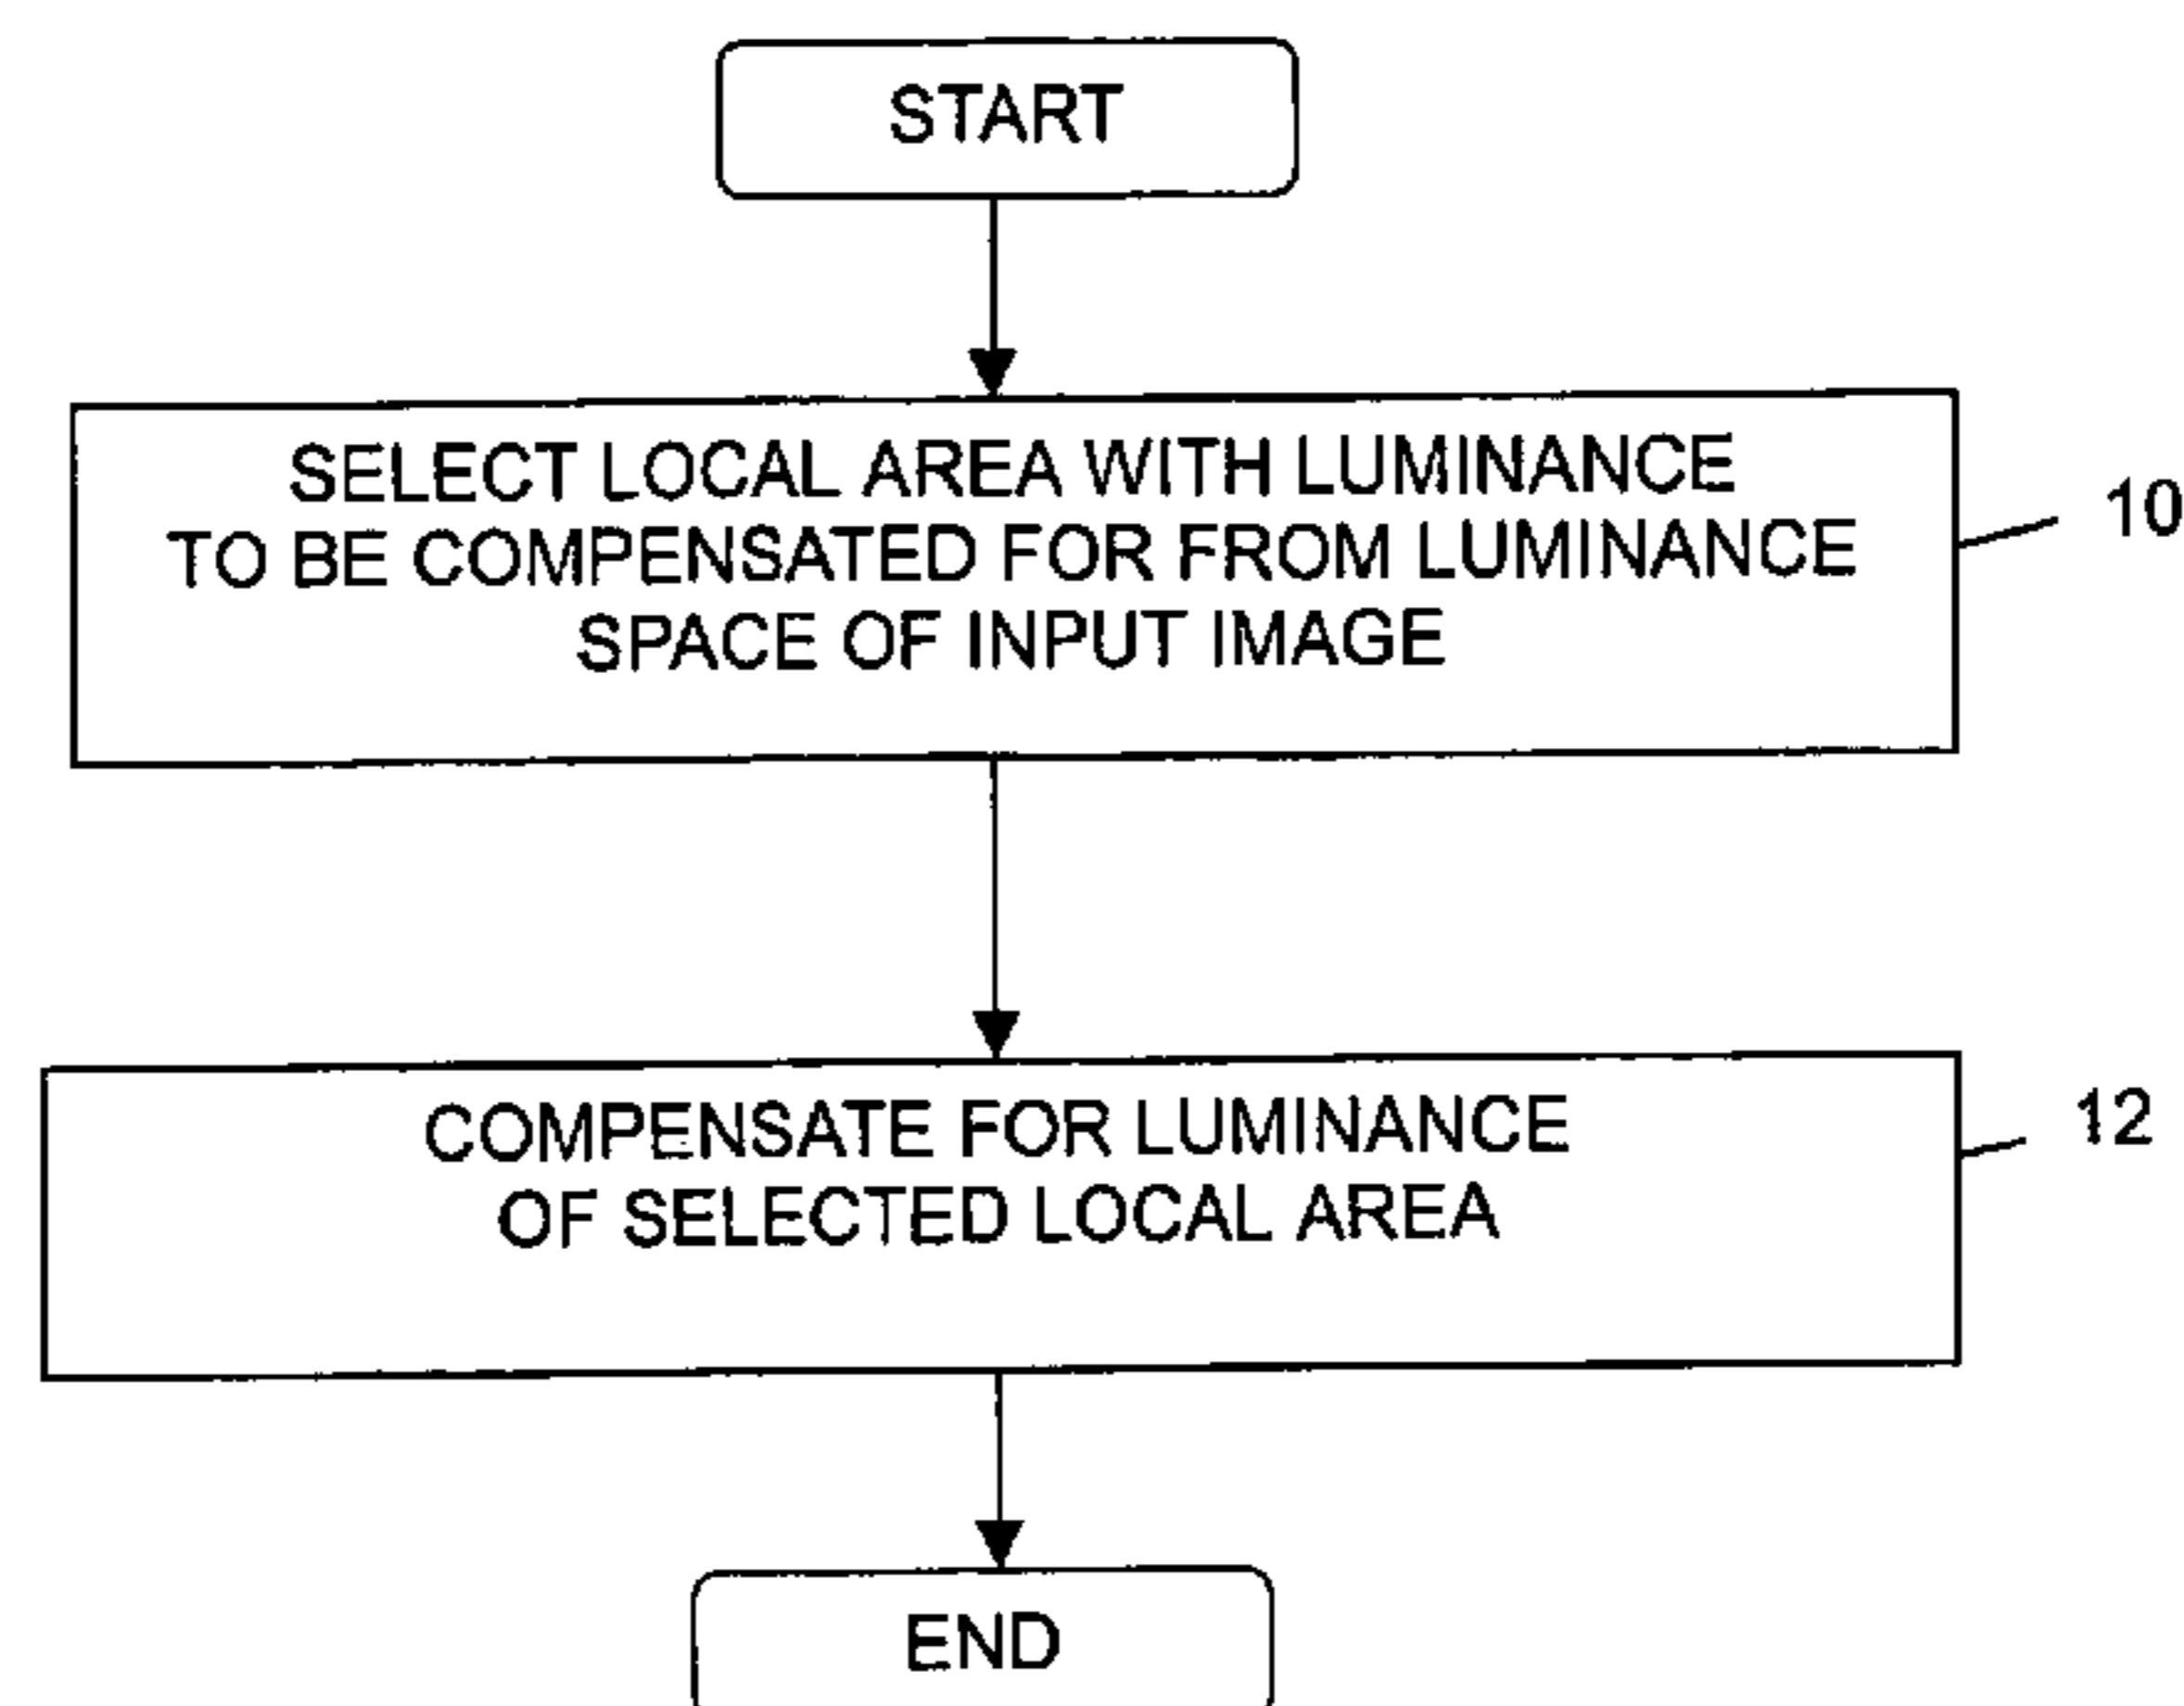 START
SELECT LOCAL AREA WITH LUMINANCE
TO BE COMPENSATED FOR FROM LUMINANCE
SPACE OF INPUT IMAGE
10
COMPENSATE FOR LUMINANCE
OF SELECTED LOCAL AREA
12
END